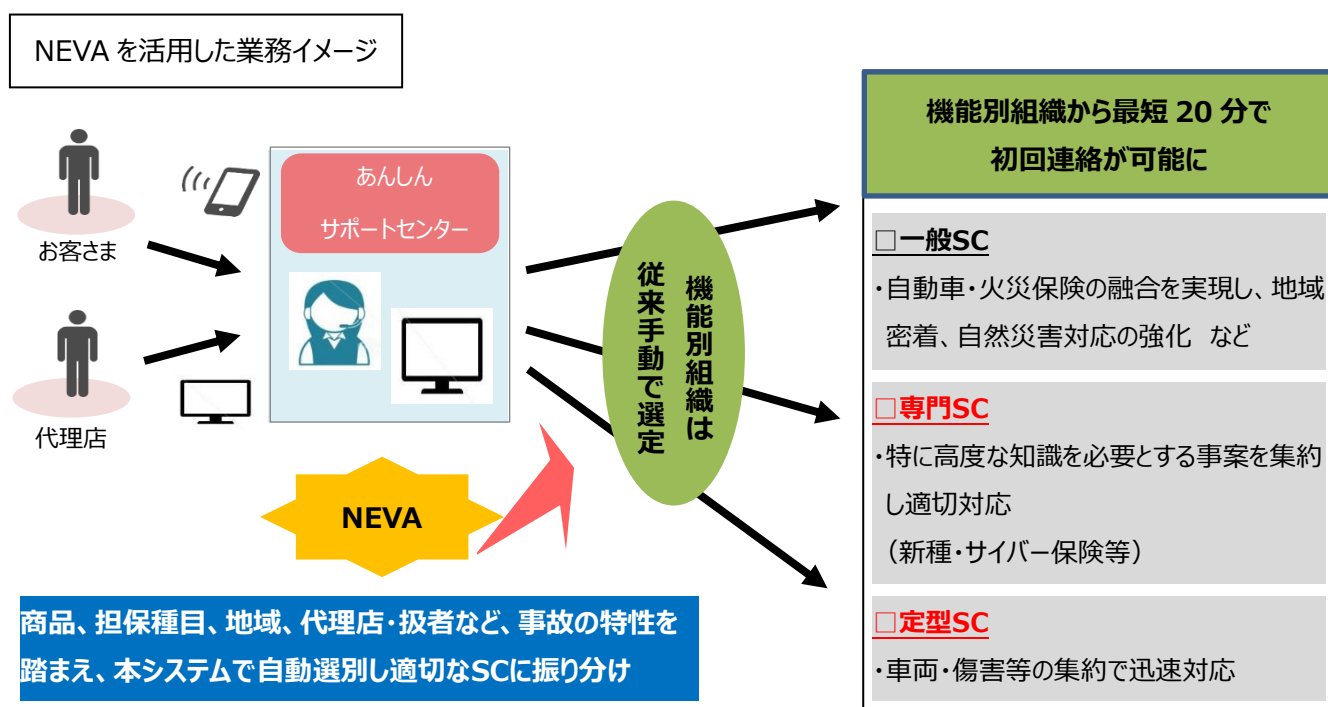 NEVA を活用した業務イメージ
お客さま
代理店
あんしん
サポートセンター
機能別組織は
従来手動で選定
NEVA
商品、担保種目、地域、代理店・扱者など、事故の特性を
踏まえ、本システムで自動選別し適切なSCに振り分け
機能別組織から最短 20 分で
初回連絡が可能に
□一般SC
・自動車・火災保険の融合を実現し、地域
密着、自然災害対応の強化 など
□専門SC
・特に高度な知識を必要とする事案を集約
し適切対応
（新種・サイバー保険等）
□定型SC
・車両・傷害等の集約で迅速対応